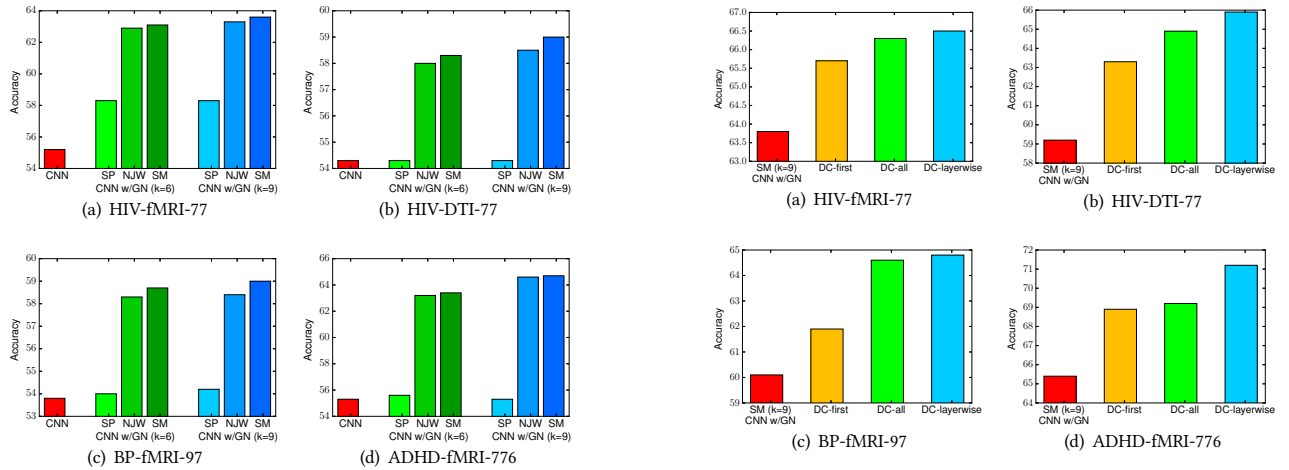 Accuracy
64
62
60
58
56
54
CNN
SP NJW SM
CNN w/GN (k=6)
SP NJW SM
CNN w/GN (k=9)
(a) HIV-fMRI-77
Accuracy
60
59
58
57
56
55
54
CNN
SP NJW SM
CNN w/GN (k=6)
SP NJW SM
CNN w/GN (k=9)
(b) HIV-DTI-77
Accuracy
67.0
66.5
66.0
65.5
65.0
64.5
64.0
63.5
63.0
SM (k=9)
CNN w/GN
DC-first
DC-all
DC-layerwise
(a) HIV-fMRI-77
Accuracy
66
65
64
63
62
61
60
59
58
SM (k=9)
CNN w/GN
DC-first
DC-all
DC-layerwise
(b) HIV-DTI-77
Accuracy
60
59
58
57
56
55
54
53
CNN
SP NJW SM
CNN w/GN (k=6)
SP NJW SM
CNN w/GN (k=9)
(c) BP-fMRI-97
Accuracy
66
64
62
60
58
56
54
CNN
SP NJW SM
CNN w/GN (k=6)
SP NJW SM
CNN w/GN (k=9)
(d) ADHD-fMRI-776
Accuracy
65
64
63
62
61
60
59
SM (k=9)
CNN w/GN
DC-first
DC-all
DC-layerwise
(c) BP-fMRI-97
Accuracy
72
71
70
69
68
67
66
65
64
SM (k=9)
CNN w/GN
DC-first
DC-all
DC-layerwise
(d) ADHD-fMRI-776